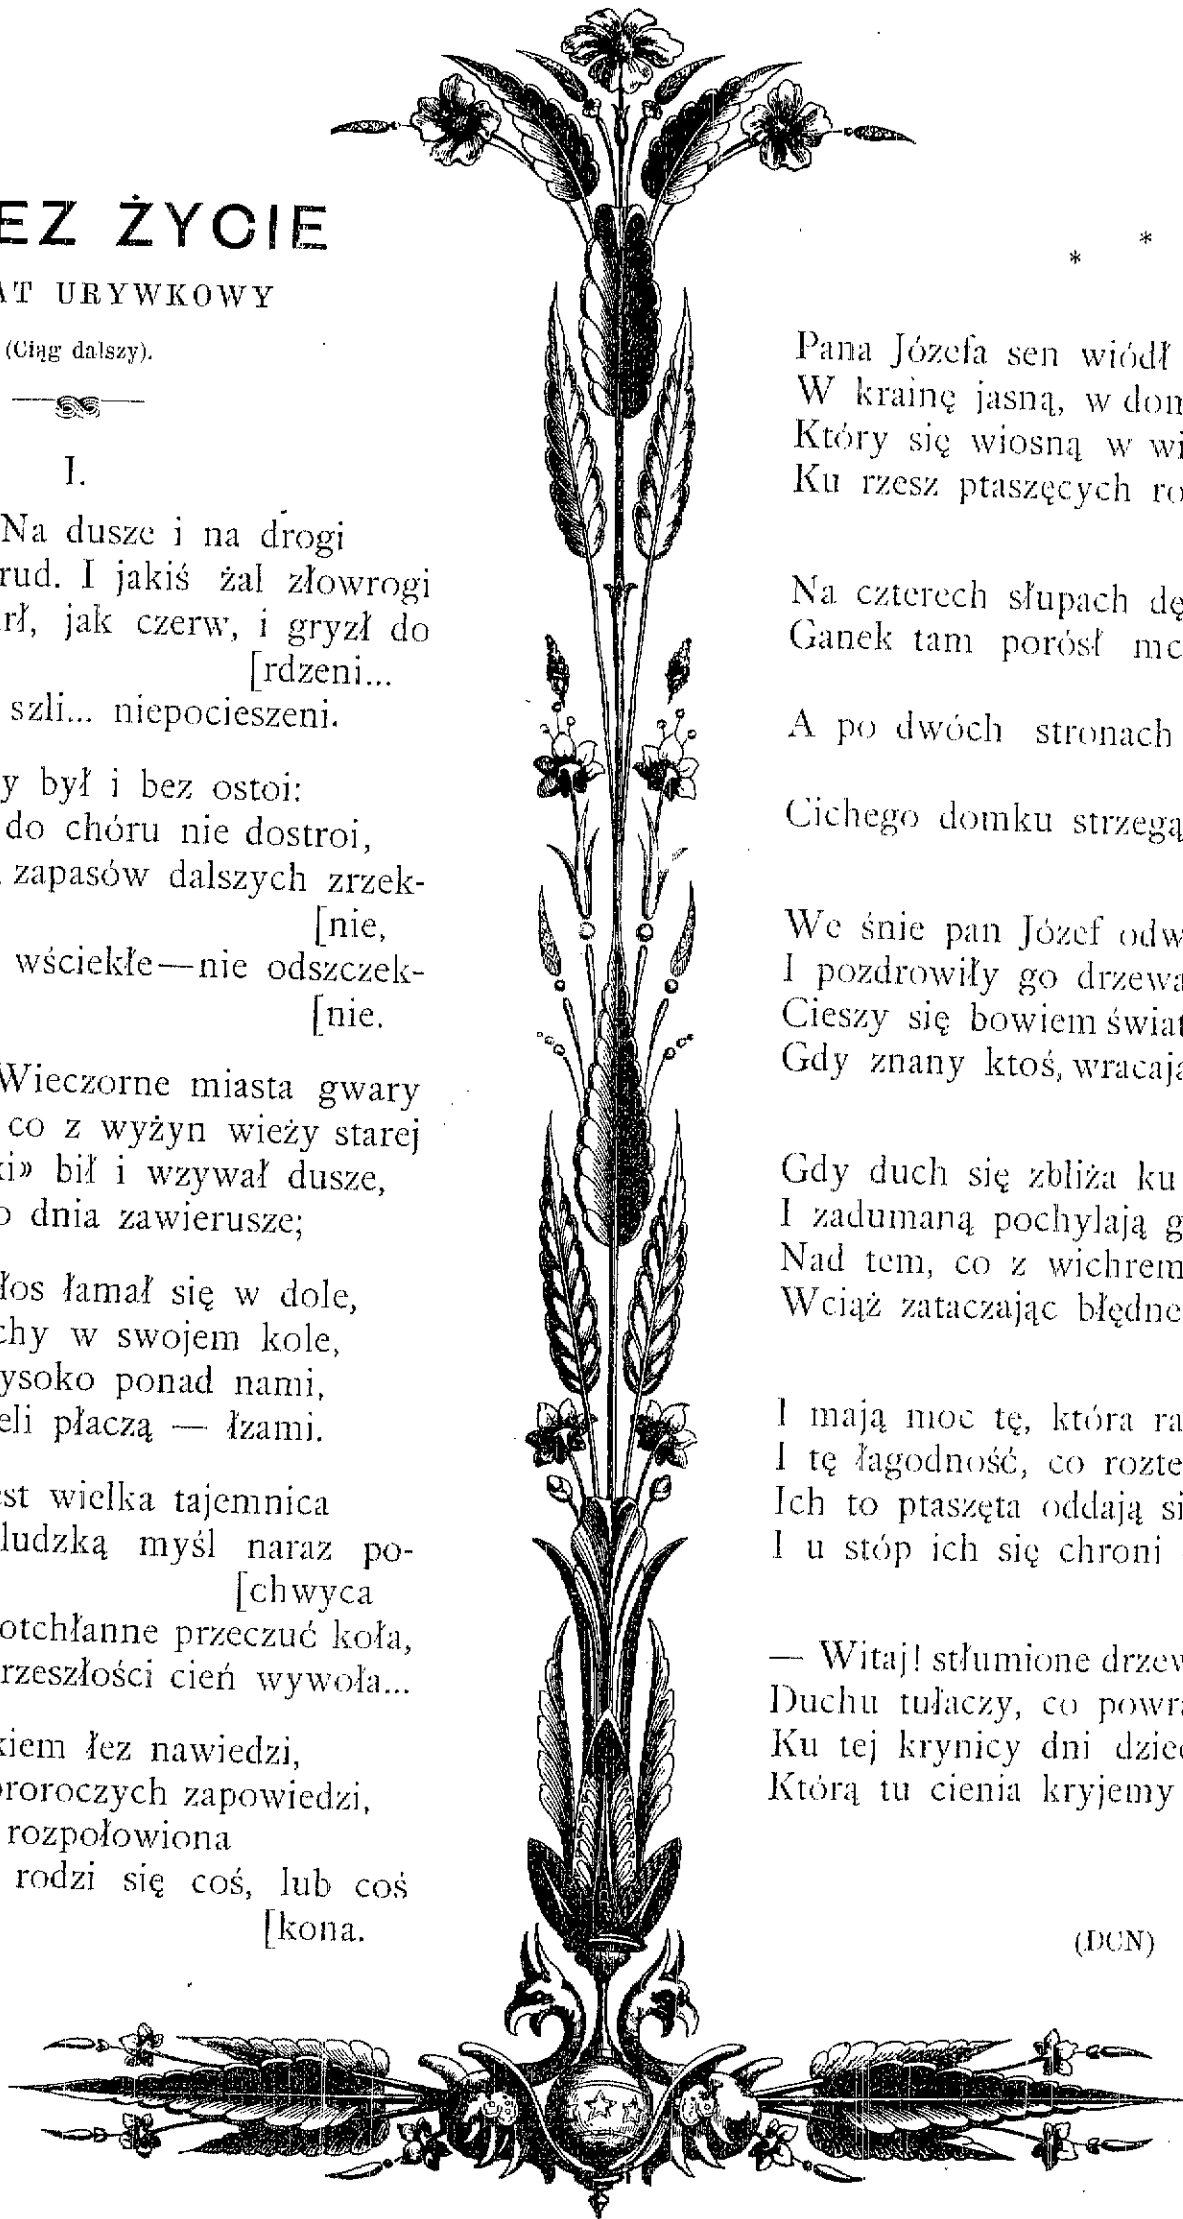 EZ ŻYCIE
AT URYWKOWY
(Ciąg dalszy).
I.
Na dusze i na drogi
rud. I jakiś żal złowrogi
rł, jak czerw, i gryzł do
[rdzeni...
szli... niepocieszeni.
y był i bez ostoi:
do chóru nie dostroi,
zapasów dalszych zrzek-
[nie,
wściekłe—nie odszczek-
[nie.
Wieczorne miasta gwary
co z wyżyn wieży starej
ki» bił i wzywał dusze,
o dnia zawierusze;
łos łamał się w dole,
chy w swojem kole,
ysoko ponad nami,
eli płaczą — łzami.
est wielka tajemnica
ludzką myśl naraz po-
[chwyca
otchłanne przeczuć koła,
rzeszłości cień wywoła...
kiem łez nawiedzi,
proroczych zapowiedzi,
rozpołowiona
rodzi się coś, lub coś
[kona.
* *
Pana Józefa sen wiódł
W krainę jasną, w dom
Który się wiosną w wi
Ku rzesz ptaszęcych ro
Na czterech słupach dę
Ganek tam porósł mc
A po dwóch stronach
Cichego domku strzegą
We śnie pan Józef odw
I pozdrowiły go drzewa
Cieszy się bowiem świat
Gdy znany ktoś, wracają
Gdy duch się zbliża ku
I zadumaną pochylają g
Nad tem, co z wichrem
Wciąż zataczając błędne
I mają moc tę, która ra
I tę łagodność, co rozte
Ich to ptaszęta oddają si
I u stóp ich się chroni
— Witaj! stłumione drzew
Duchu tułaczy, co powra
Ku tej krynicy dni dziec
Którą tu cienia kryjemy
(DCN)